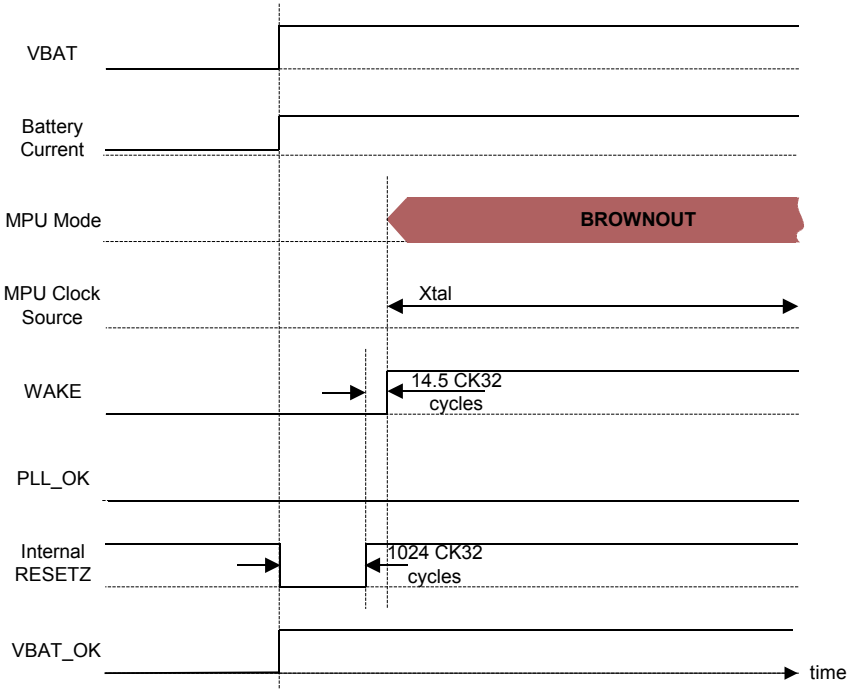 VBAT
Battery
Current
MPU Mode
BROWNOUT
MPU Clock
Source
Xtal
WAKE
14.5 CK32
cycles
PLL_OK
Internal
RESETZ
1024 CK32
cycles
VBAT_OK
time